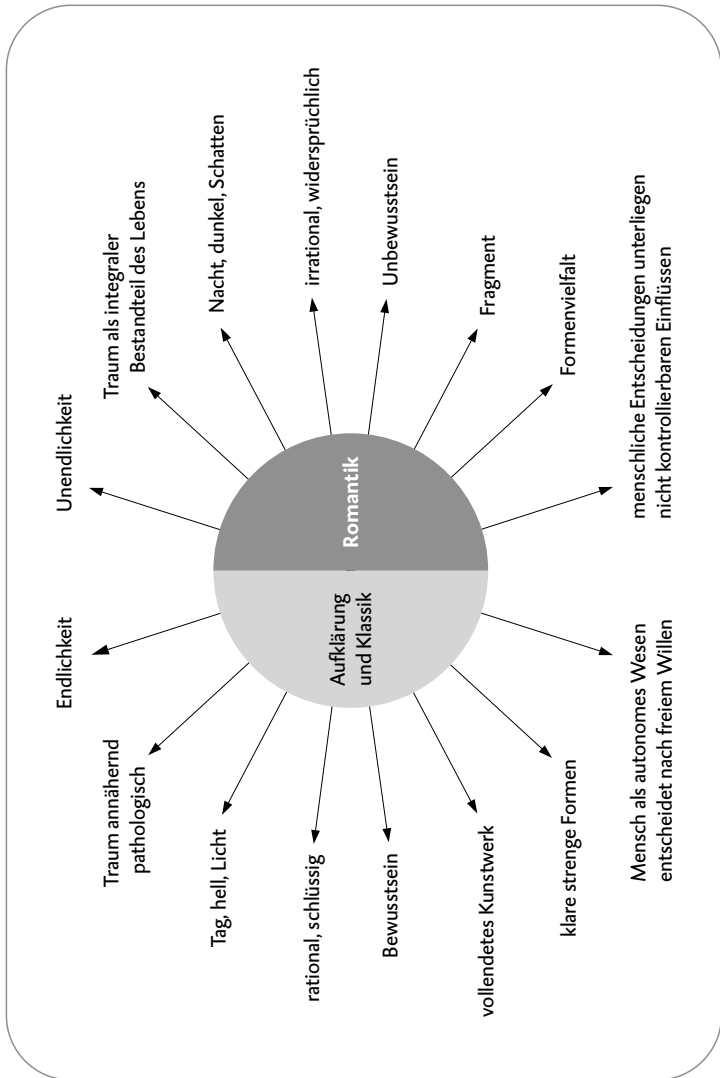 Endlichkeit
Traum annähernd
pathologisch
Tag, hell, Licht
rational, schlüssig
Bewusstsein
vollendetes Kunstwerk
klare strenge Formen
Mensch als autonomes Wesen
entscheidet nach freiem Willen
Aufklärung
und Klassik
Romantik
Unendlichkeit
Traum als integraler
Bestandteil des Lebens
Nacht, dunkel, Schatten
irrational, widersprüchlich
Unbewusstsein
Fragment
Formenvielfalt
menschliche Entscheidungen unterliegen
nicht kontrollierbaren Einflüssen